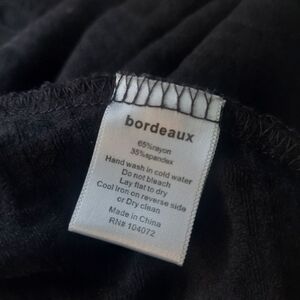 bordeaux
65%rayon
35%spandex
Hand wash in cold water
Do not bleach
Lay flat to dry
Cool Iron on reverse side
or Dry clean
Made in China
RN# 104072